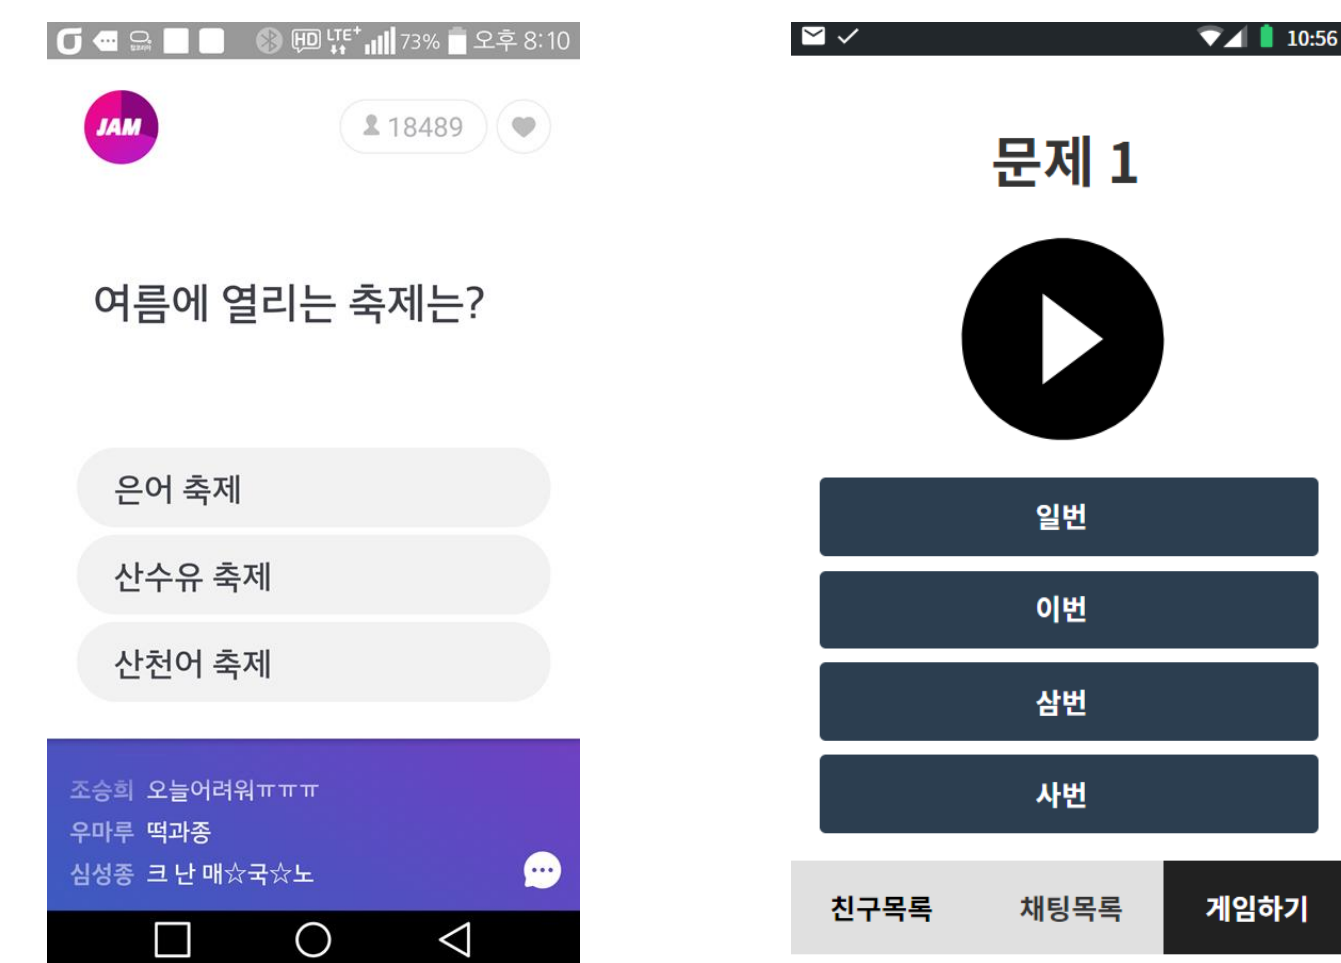 HD LTE+ 73% 오후 8:10
JAM
18489
여름에 열리는 축제는?
은어 축제
산수유 축제
산천어 축제
조승희 오늘어려워ㅠㅠㅠ
우마루 떡과종
심성종 크 난 매☆국☆노
10:56
문제 1
일번
이번
삼번
사번
친구목록 채팅목록 게임하기